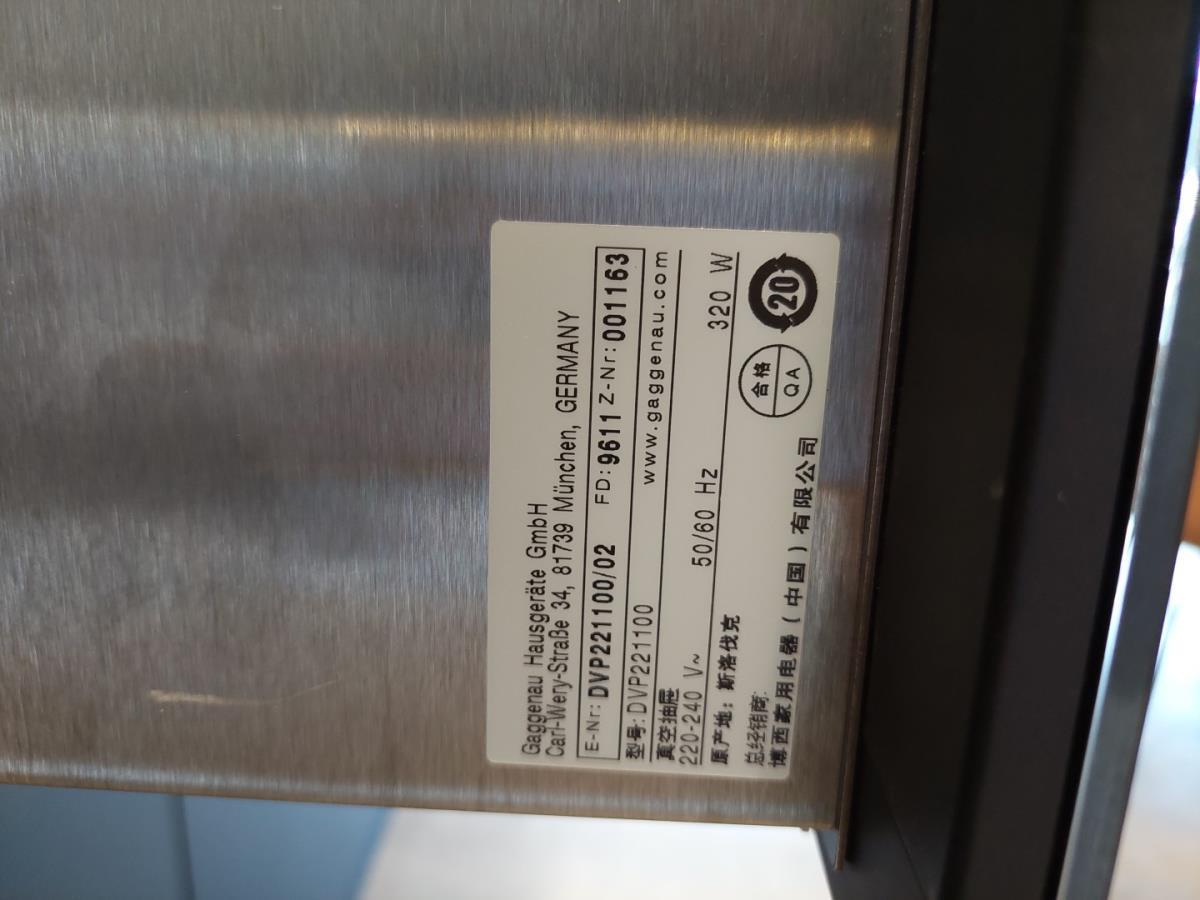 Gaggenau Hausgeräte GmbH
Carl-Wery-Straße 34, 81739 München, GERMANY
E-Nr: DVP221100/02 FD: 9611 Z-Nr: 001163
型号: DVP221100 www.gaggenau.com
真空抽屉
220-240 V~ 50/60 Hz 320 W
原产地: 斯洛伐克
总经销商:
博西家用电器(中国)有限公司
合格
QA
20